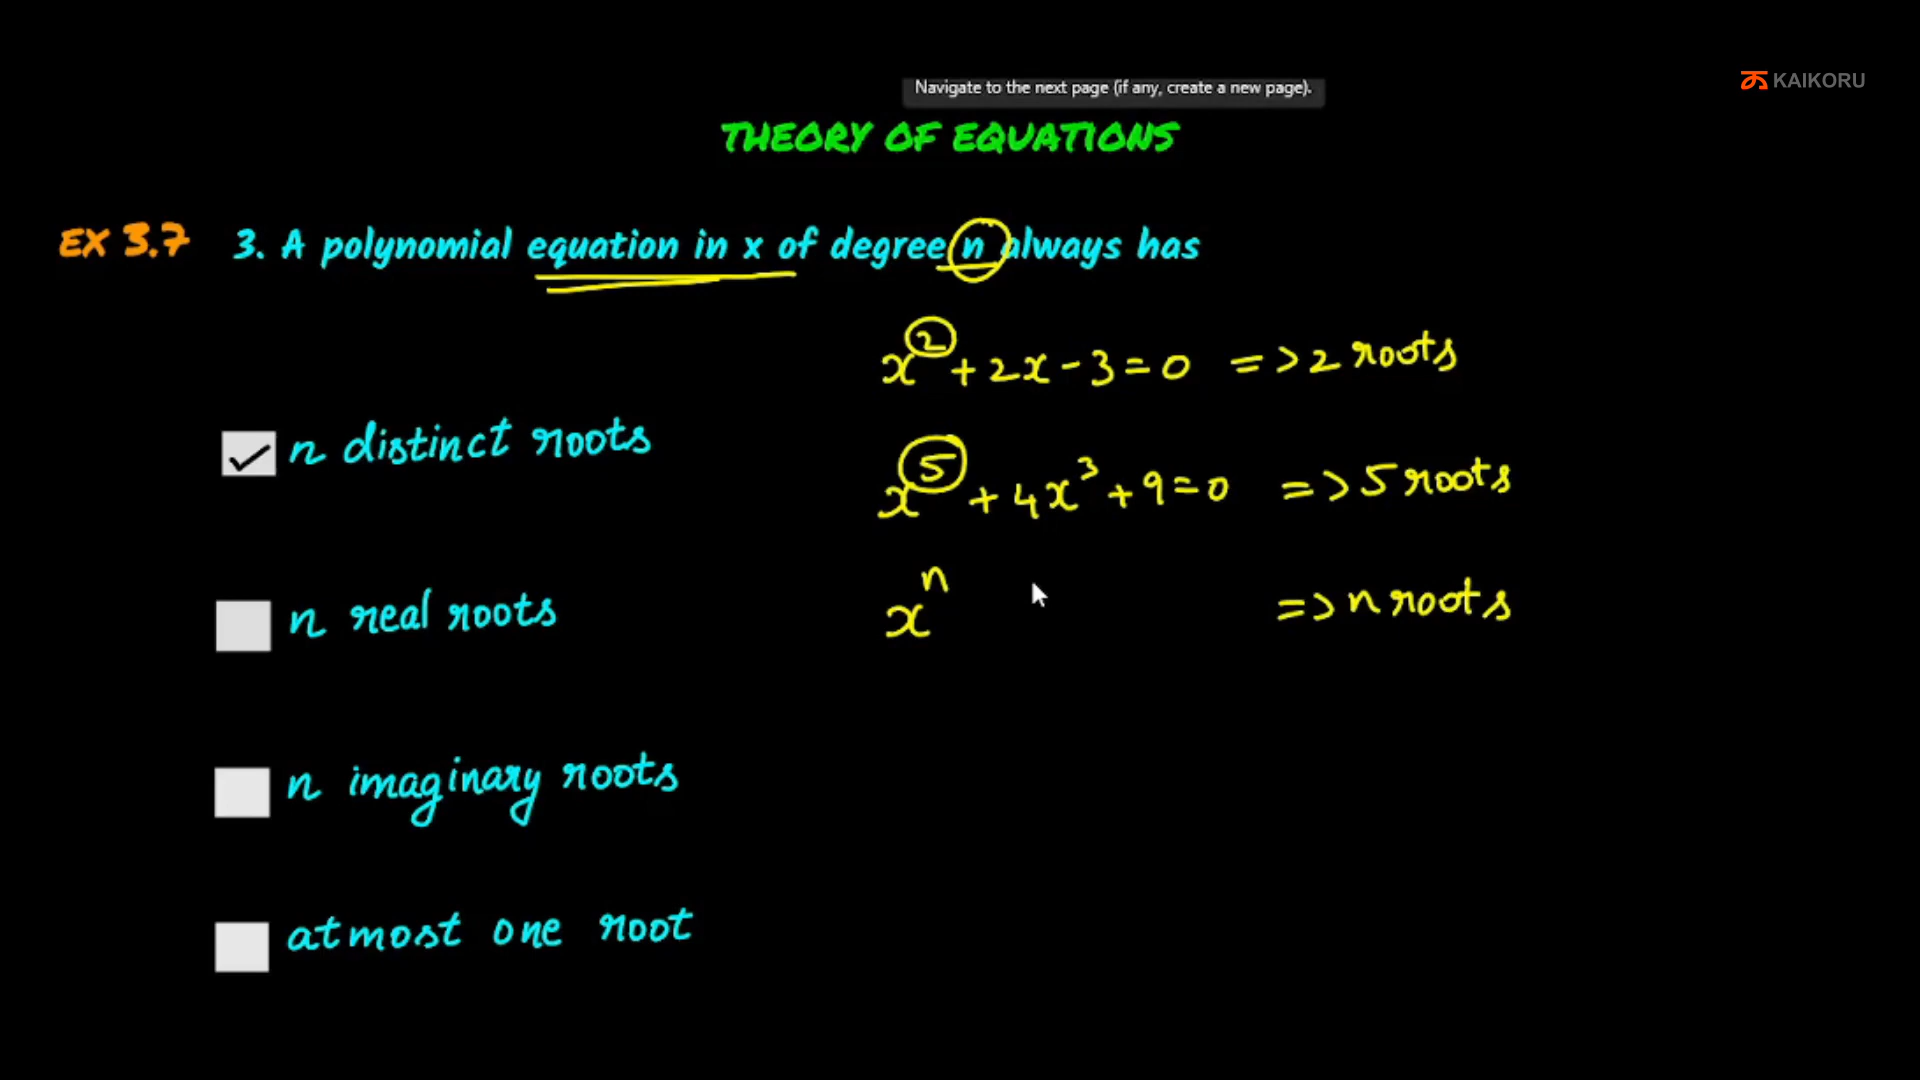 Navigate to the next page (if any, create a new page).
KAIKORU
THEORY OF EQUATIONS
EX 3.7 3. A polynomial equation in x of degree n always has
x² + 2x - 3 = 0 => 2 roots
n distinct roots
x⁵ + 4x³ + 9 = 0 => 5 roots
xⁿ => n roots
n real roots
n imaginary roots
atmost one root